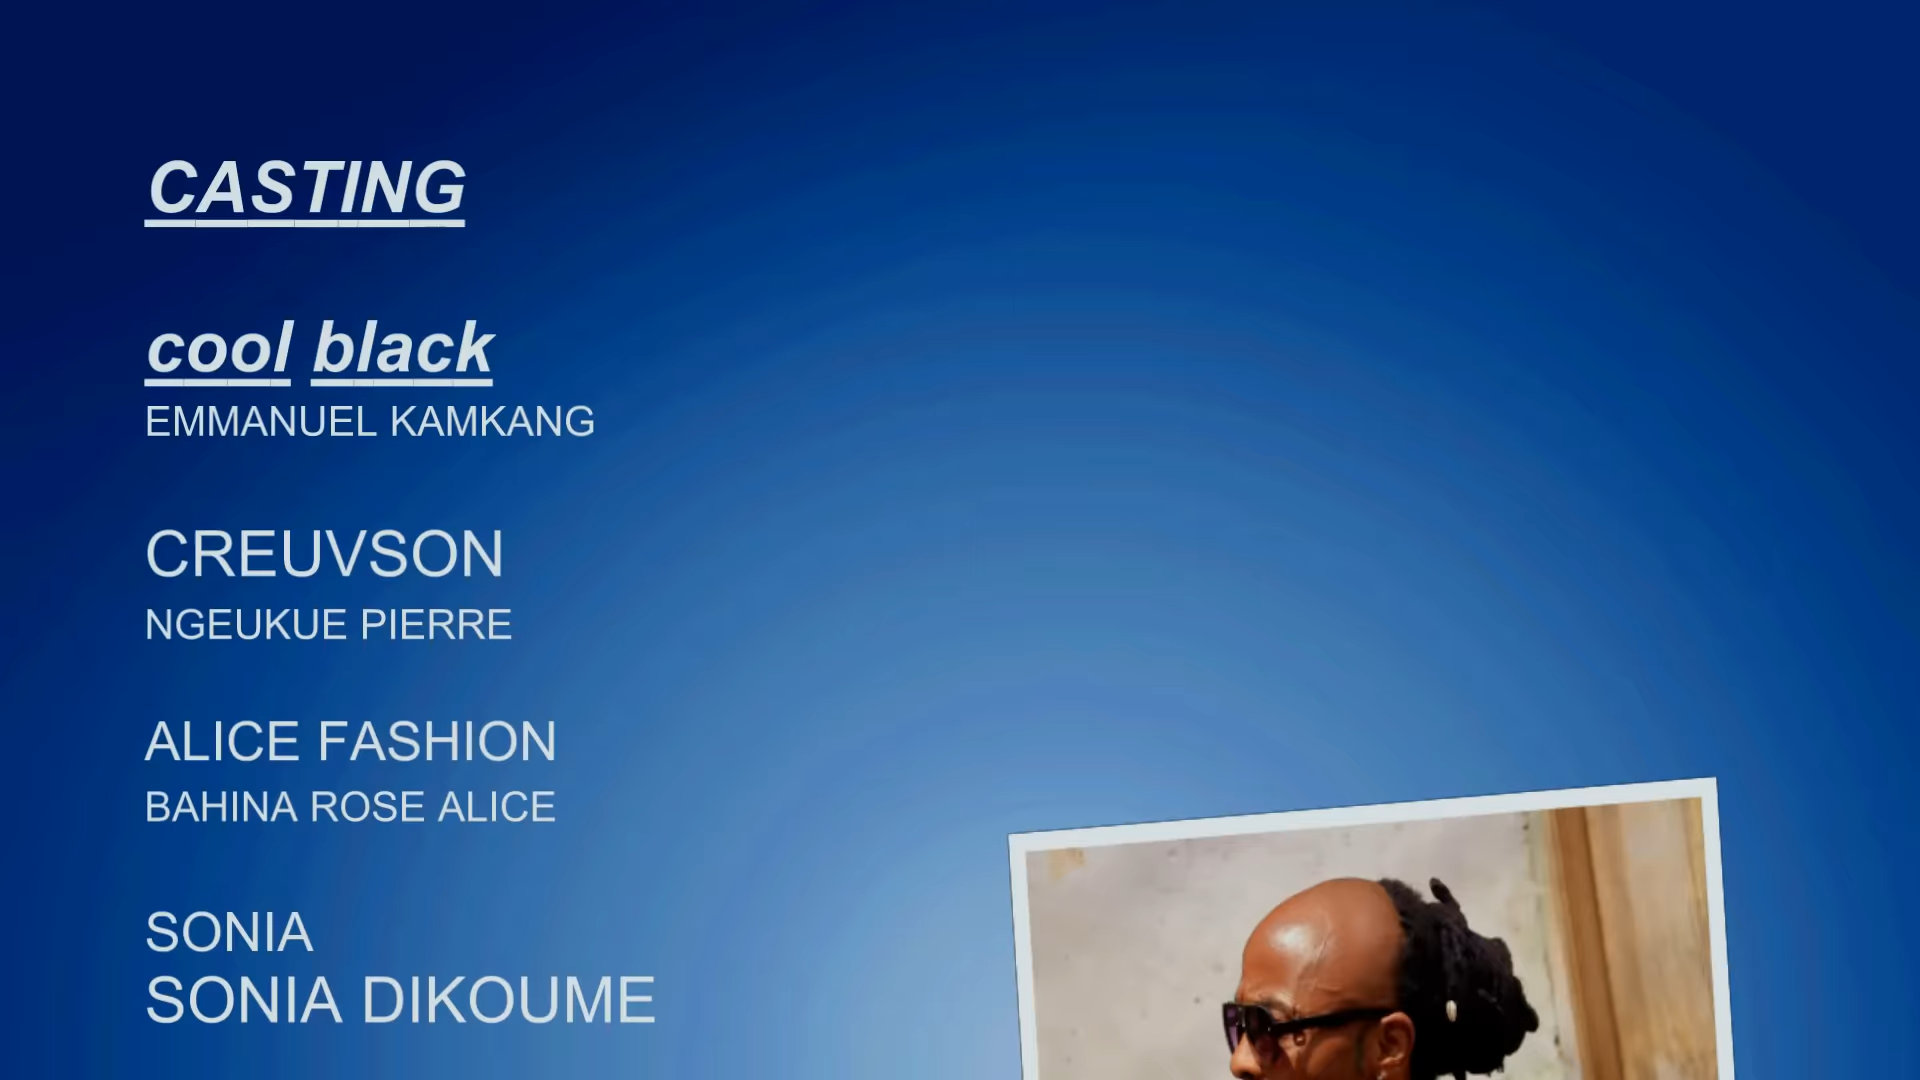 CASTING
cool black
EMMANUEL KAMKANG
CREUVSON
NGEUKUE PIERRE
ALICE FASHION
BAHINA ROSE ALICE
SONIA
SONIA DIKOUME